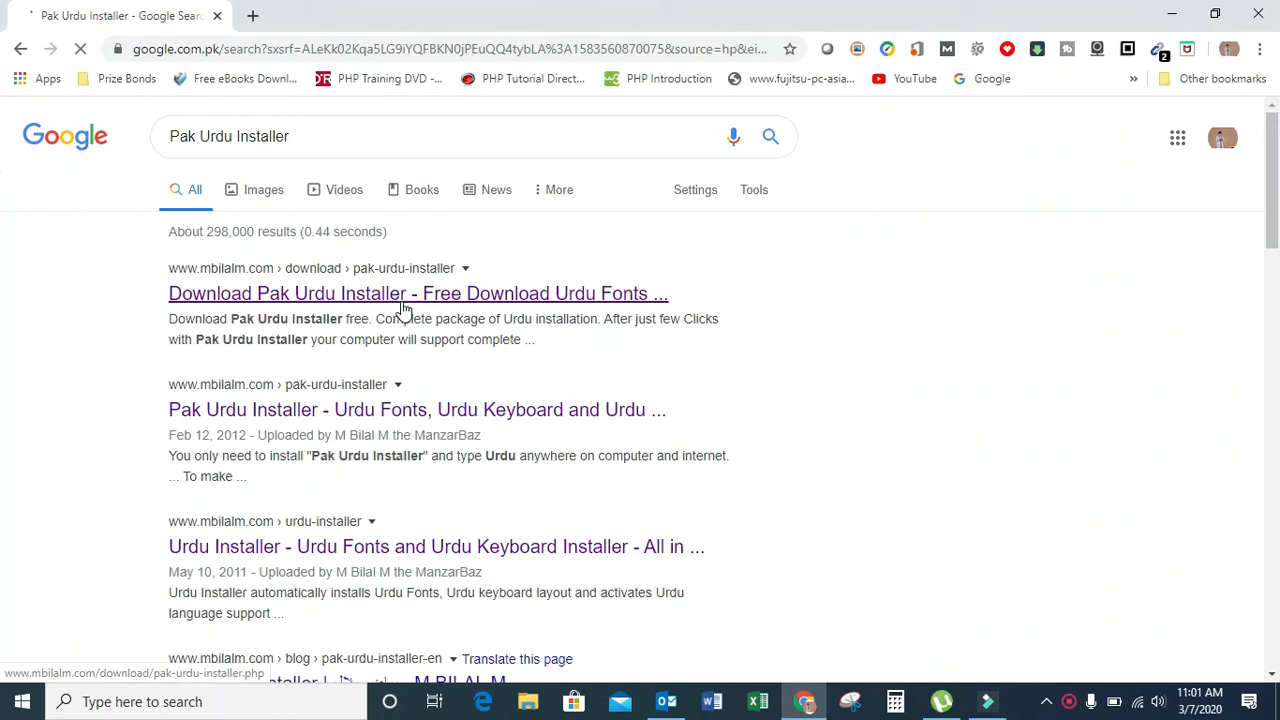 Pak Urdu Installer - Google Sear
google.com.pk/search?sxsrf=ALeKk02Kqa5LG9iYQFBKN0jPEuQQ4tybLA%3A1583560870075&source=hp&ei...
2
Apps
Prize Bonds
Free eBooks Downl...
PHP Training DVD -...
PHP Tutorial Direct...
PHP Introduction
www.fujitsu-pc-asia...
YouTube
Google
»
Other bookmarks
Google
Pak Urdu Installer
All
Images
Videos
Books
News
More
Settings
Tools
About 298,000 results (0.44 seconds)
www.mbilalm.com › download › pak-urdu-installer
Download Pak Urdu Installer - Free Download Urdu Fonts ...
Download Pak Urdu Installer free. Complete package of Urdu installation. After just few Clicks
with Pak Urdu Installer your computer will support complete ...
www.mbilalm.com › pak-urdu-installer
Pak Urdu Installer - Urdu Fonts, Urdu Keyboard and Urdu ...
Feb 12, 2012 - Uploaded by M Bilal M the ManzarBaz
You only need to install "Pak Urdu Installer" and type Urdu anywhere on computer and internet.
... To make ...
www.mbilalm.com › urdu-installer
Urdu Installer - Urdu Fonts and Urdu Keyboard Installer - All in ...
May 10, 2011 - Uploaded by M Bilal M the ManzarBaz
Urdu Installer automatically installs Urdu Fonts, Urdu keyboard layout and activates Urdu
language support ...
www.mbilalm.com › blog › pak-urdu-installer-en
Translate this page
M BILAL M
www.mbilalm.com/download/pak-urdu-installer.php
Type here to search
11:01 AM
3/7/2020